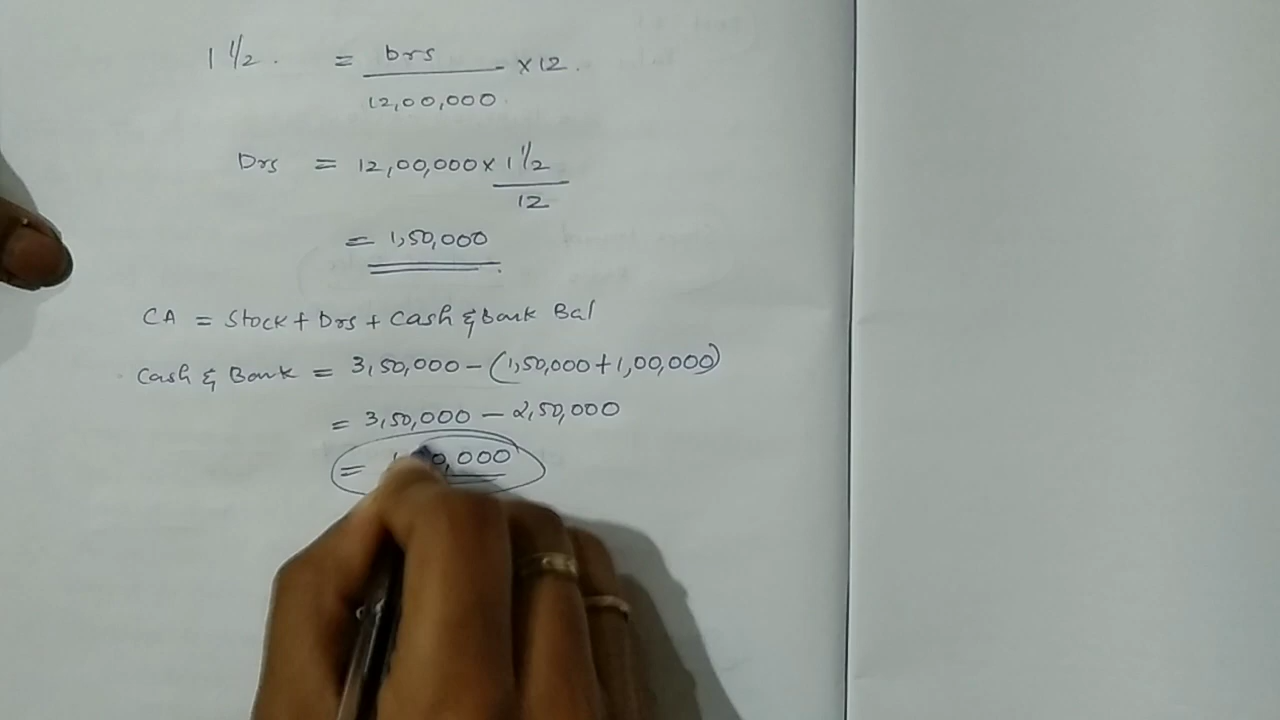 1 1/2. = Drs / 12,00,000 × 12.
Drs = 12,00,000 × 1 1/2 / 12
= 1,50,000
CA = Stock + Drs + Cash & Bank Bal
Cash & Bank = 3,50,000 - (1,50,000 + 1,00,000)
= 3,50,000 - 2,50,000
=